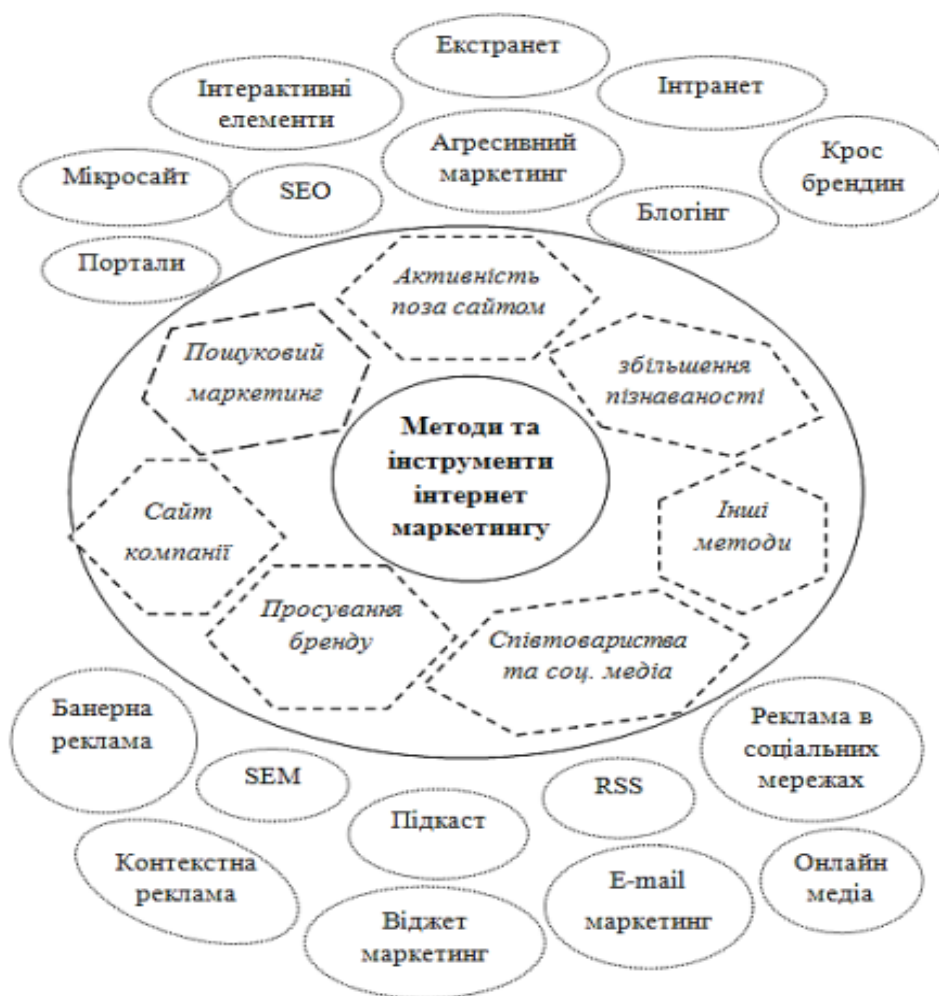 Екстранет
Інтерактивні
елементи
Інтранет
Агресивний
маркетинг
Крос
брендин
Мікросайт
SEO
Блогінг
Портали
Активність
поза сайтом
Пошуковий
маркетинг
збільшення
пізнаваності
Методи та
інструменти
інтернет
маркетингу
Сайт
компанії
Інші
методи
Просування
бренду
Співтовариства
та соц. медіа
Банерна
реклама
Реклама в
соціальних
мережах
SEM
RSS
Підкаст
Контекстна
реклама
Онлайн
медіа
E-mail
маркетинг
Віджет
маркетинг